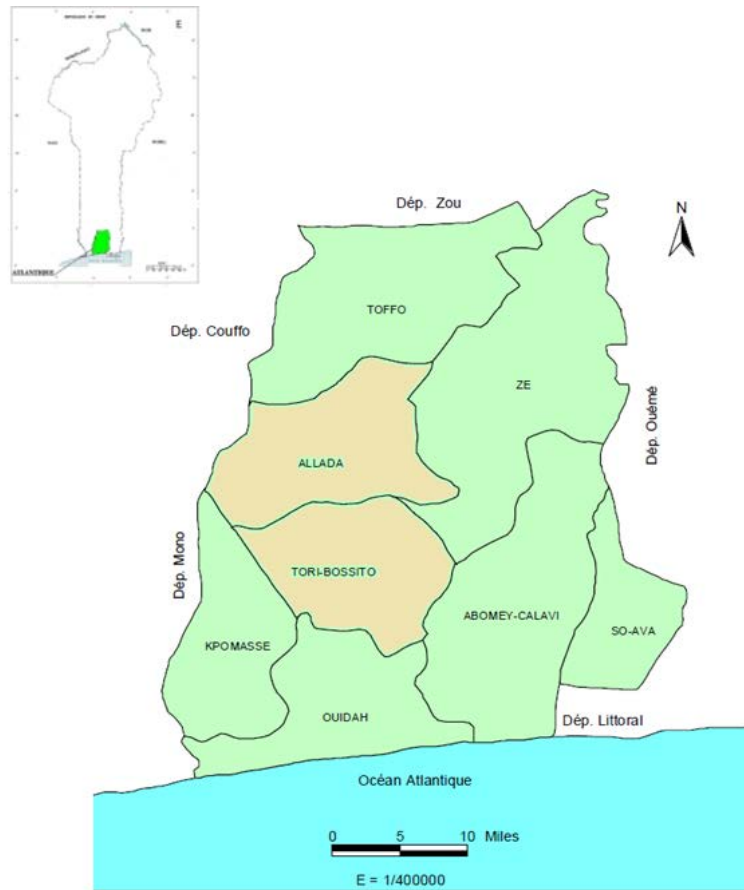 ATLANTIQUE
N
Dép. Zou
TOFFO
Dép. Couffo
ZE
Dép. Ouémé
ALLADA
Dép. Mono
TORI-BOSSITO
ABOMEY-CALAVI
SO-AVA
KPOMASSE
OUIDAH
Dép. Littoral
Océan Atlantique
0 5 10 Miles
E = 1/400000